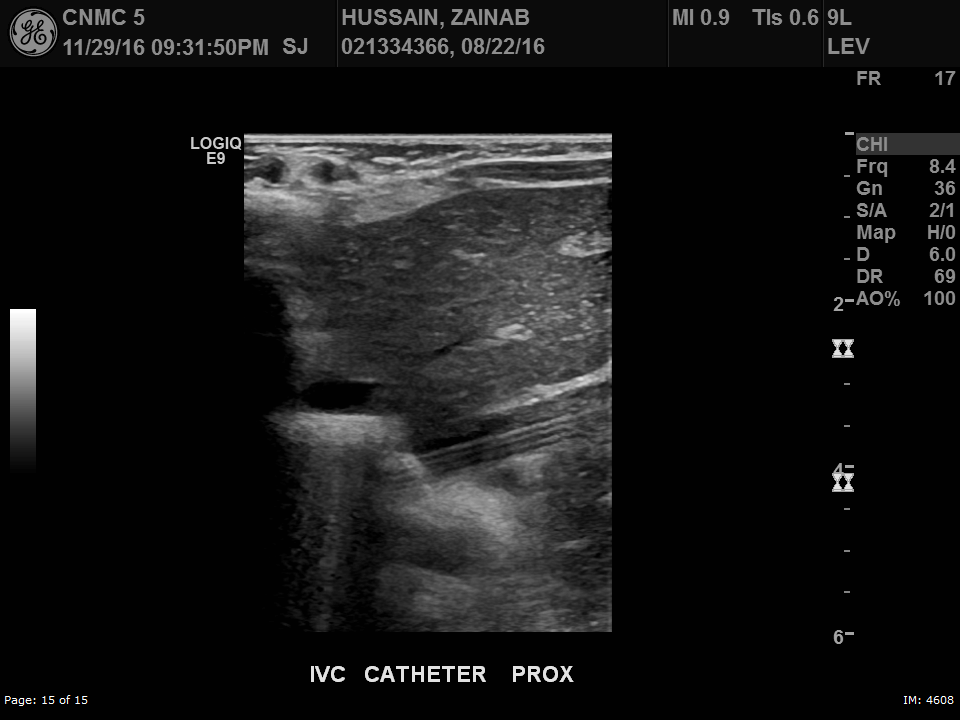 CNMC 5
11/29/16 09:31:50PM SJ
HUSSAIN, ZAINAB
021334366, 08/22/16
MI 0.9 TIs 0.6
9L
LEV
FR 17
LOGIQ
E9
CHI
Frq 8.4
Gn 36
S/A 2/1
Map H/0
D 6.0
DR 69
AO% 100
2
4
6
IVC CATHETER PROX
Page: 15 of 15
IM: 4608